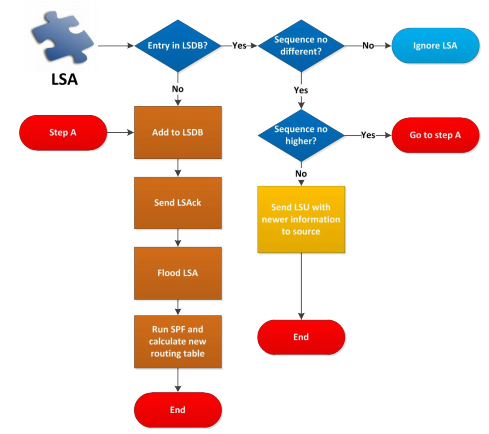 LSA
Entry in LSDB?
Yes
Sequence no
different?
No
Ignore LSA
No
Yes
Step A
Add to LSDB
Sequence no
higher?
Yes
Go to step A
No
Send LSAck
Send LSU with
newer information
to source
Flood LSA
Run SPF and
calculate new
routing table
End
End